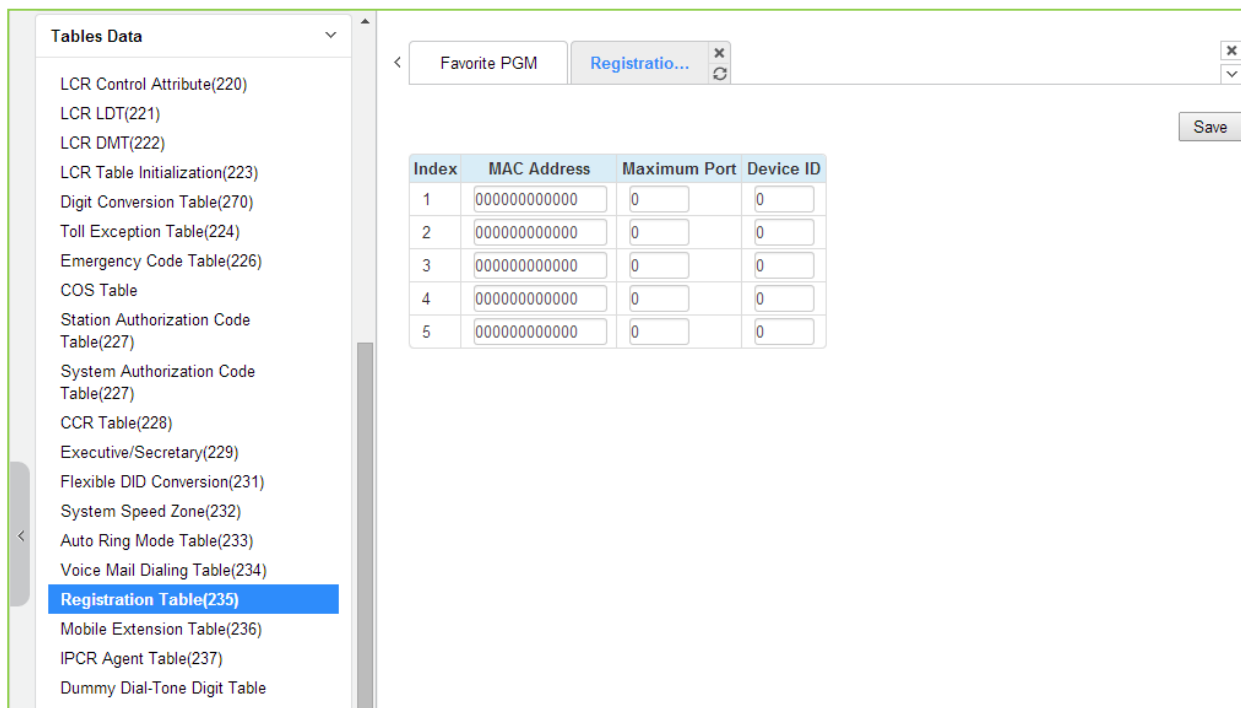 Tables Data
LCR Control Attribute(220)
LCR LDT(221)
LCR DMT(222)
LCR Table Initialization(223)
Digit Conversion Table(270)
Toll Exception Table(224)
Emergency Code Table(226)
COS Table
Station Authorization Code
Table(227)
System Authorization Code
Table(227)
CCR Table(228)
Executive/Secretary(229)
Flexible DID Conversion(231)
System Speed Zone(232)
Auto Ring Mode Table(233)
Voice Mail Dialing Table(234)
Registration Table(235)
Mobile Extension Table(236)
IPCR Agent Table(237)
Dummy Dial-Tone Digit Table
Favorite PGM Registratio...
Save
Index MAC Address Maximum Port Device ID
1 000000000000 0 0
2 000000000000 0 0
3 000000000000 0 0
4 000000000000 0 0
5 000000000000 0 0